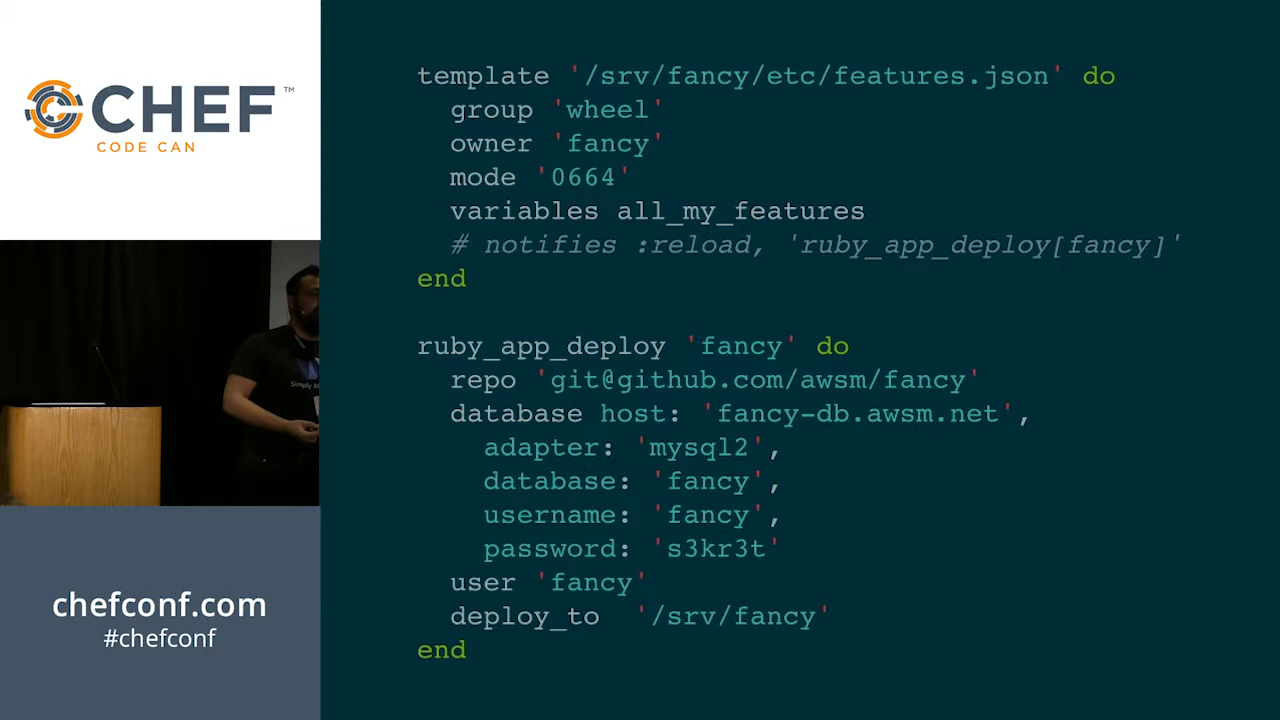 CHEF™
CODE CAN
Simply M
chefconf.com
#chefconf
template '/srv/fancy/etc/features.json' do
  group 'wheel'
  owner 'fancy'
  mode '0664'
  variables all_my_features
  # notifies :reload, 'ruby_app_deploy[fancy]'
end
ruby_app_deploy 'fancy' do
  repo 'git@github.com/awsm/fancy'
  database host: 'fancy-db.awsm.net',
    adapter: 'mysql2',
    database: 'fancy',
    username: 'fancy',
    password: 's3kr3t'
  user 'fancy'
  deploy_to  '/srv/fancy'
end